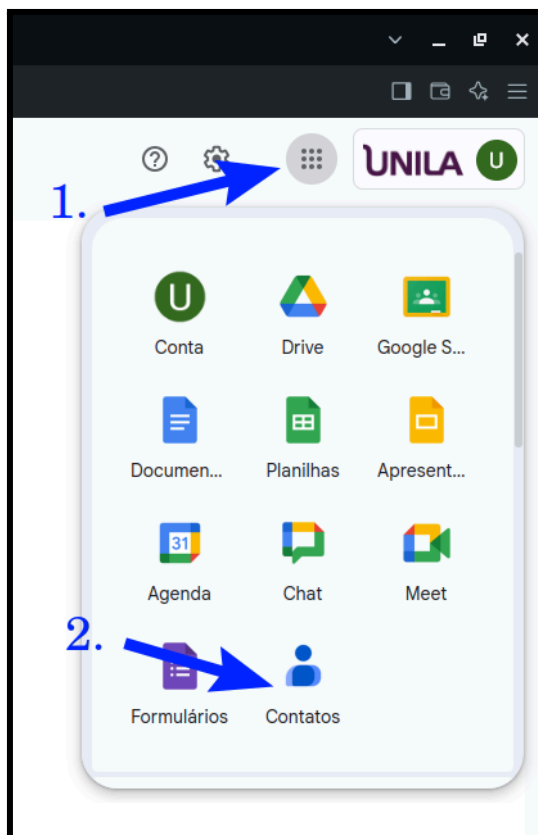 UNILA U
1.
U
Conta Drive Google S...
Documen... Planilhas Apresent...
31
Agenda Chat Meet
2.
Formulários Contatos